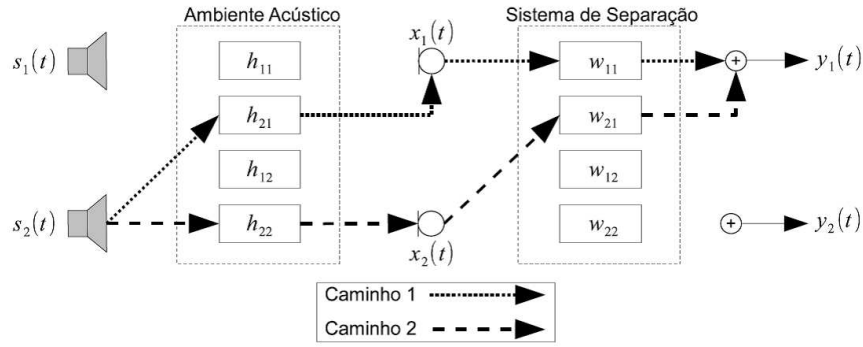 Ambiente Acústico
Sistema de Separação
s₁(t)
h₁₁
x₁(t)
w₁₁
+
y₁(t)
h₂₁
w₂₁
h₁₂
w₁₂
s₂(t)
h₂₂
x₂(t)
w₂₂
+
y₂(t)
Caminho 1
Caminho 2